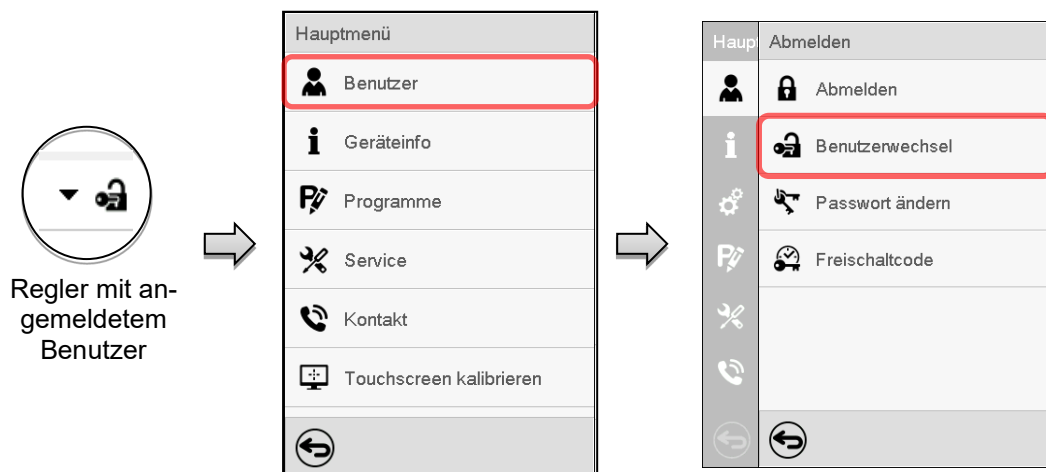 Regler mit an-
gemeldetem
Benutzer
Hauptmenü
Benutzer
Geräteinfo
Programme
Service
Kontakt
Touchscreen kalibrieren
Haup
Abmelden
Abmelden
Benutzerwechsel
Passwort ändern
Freischaltcode